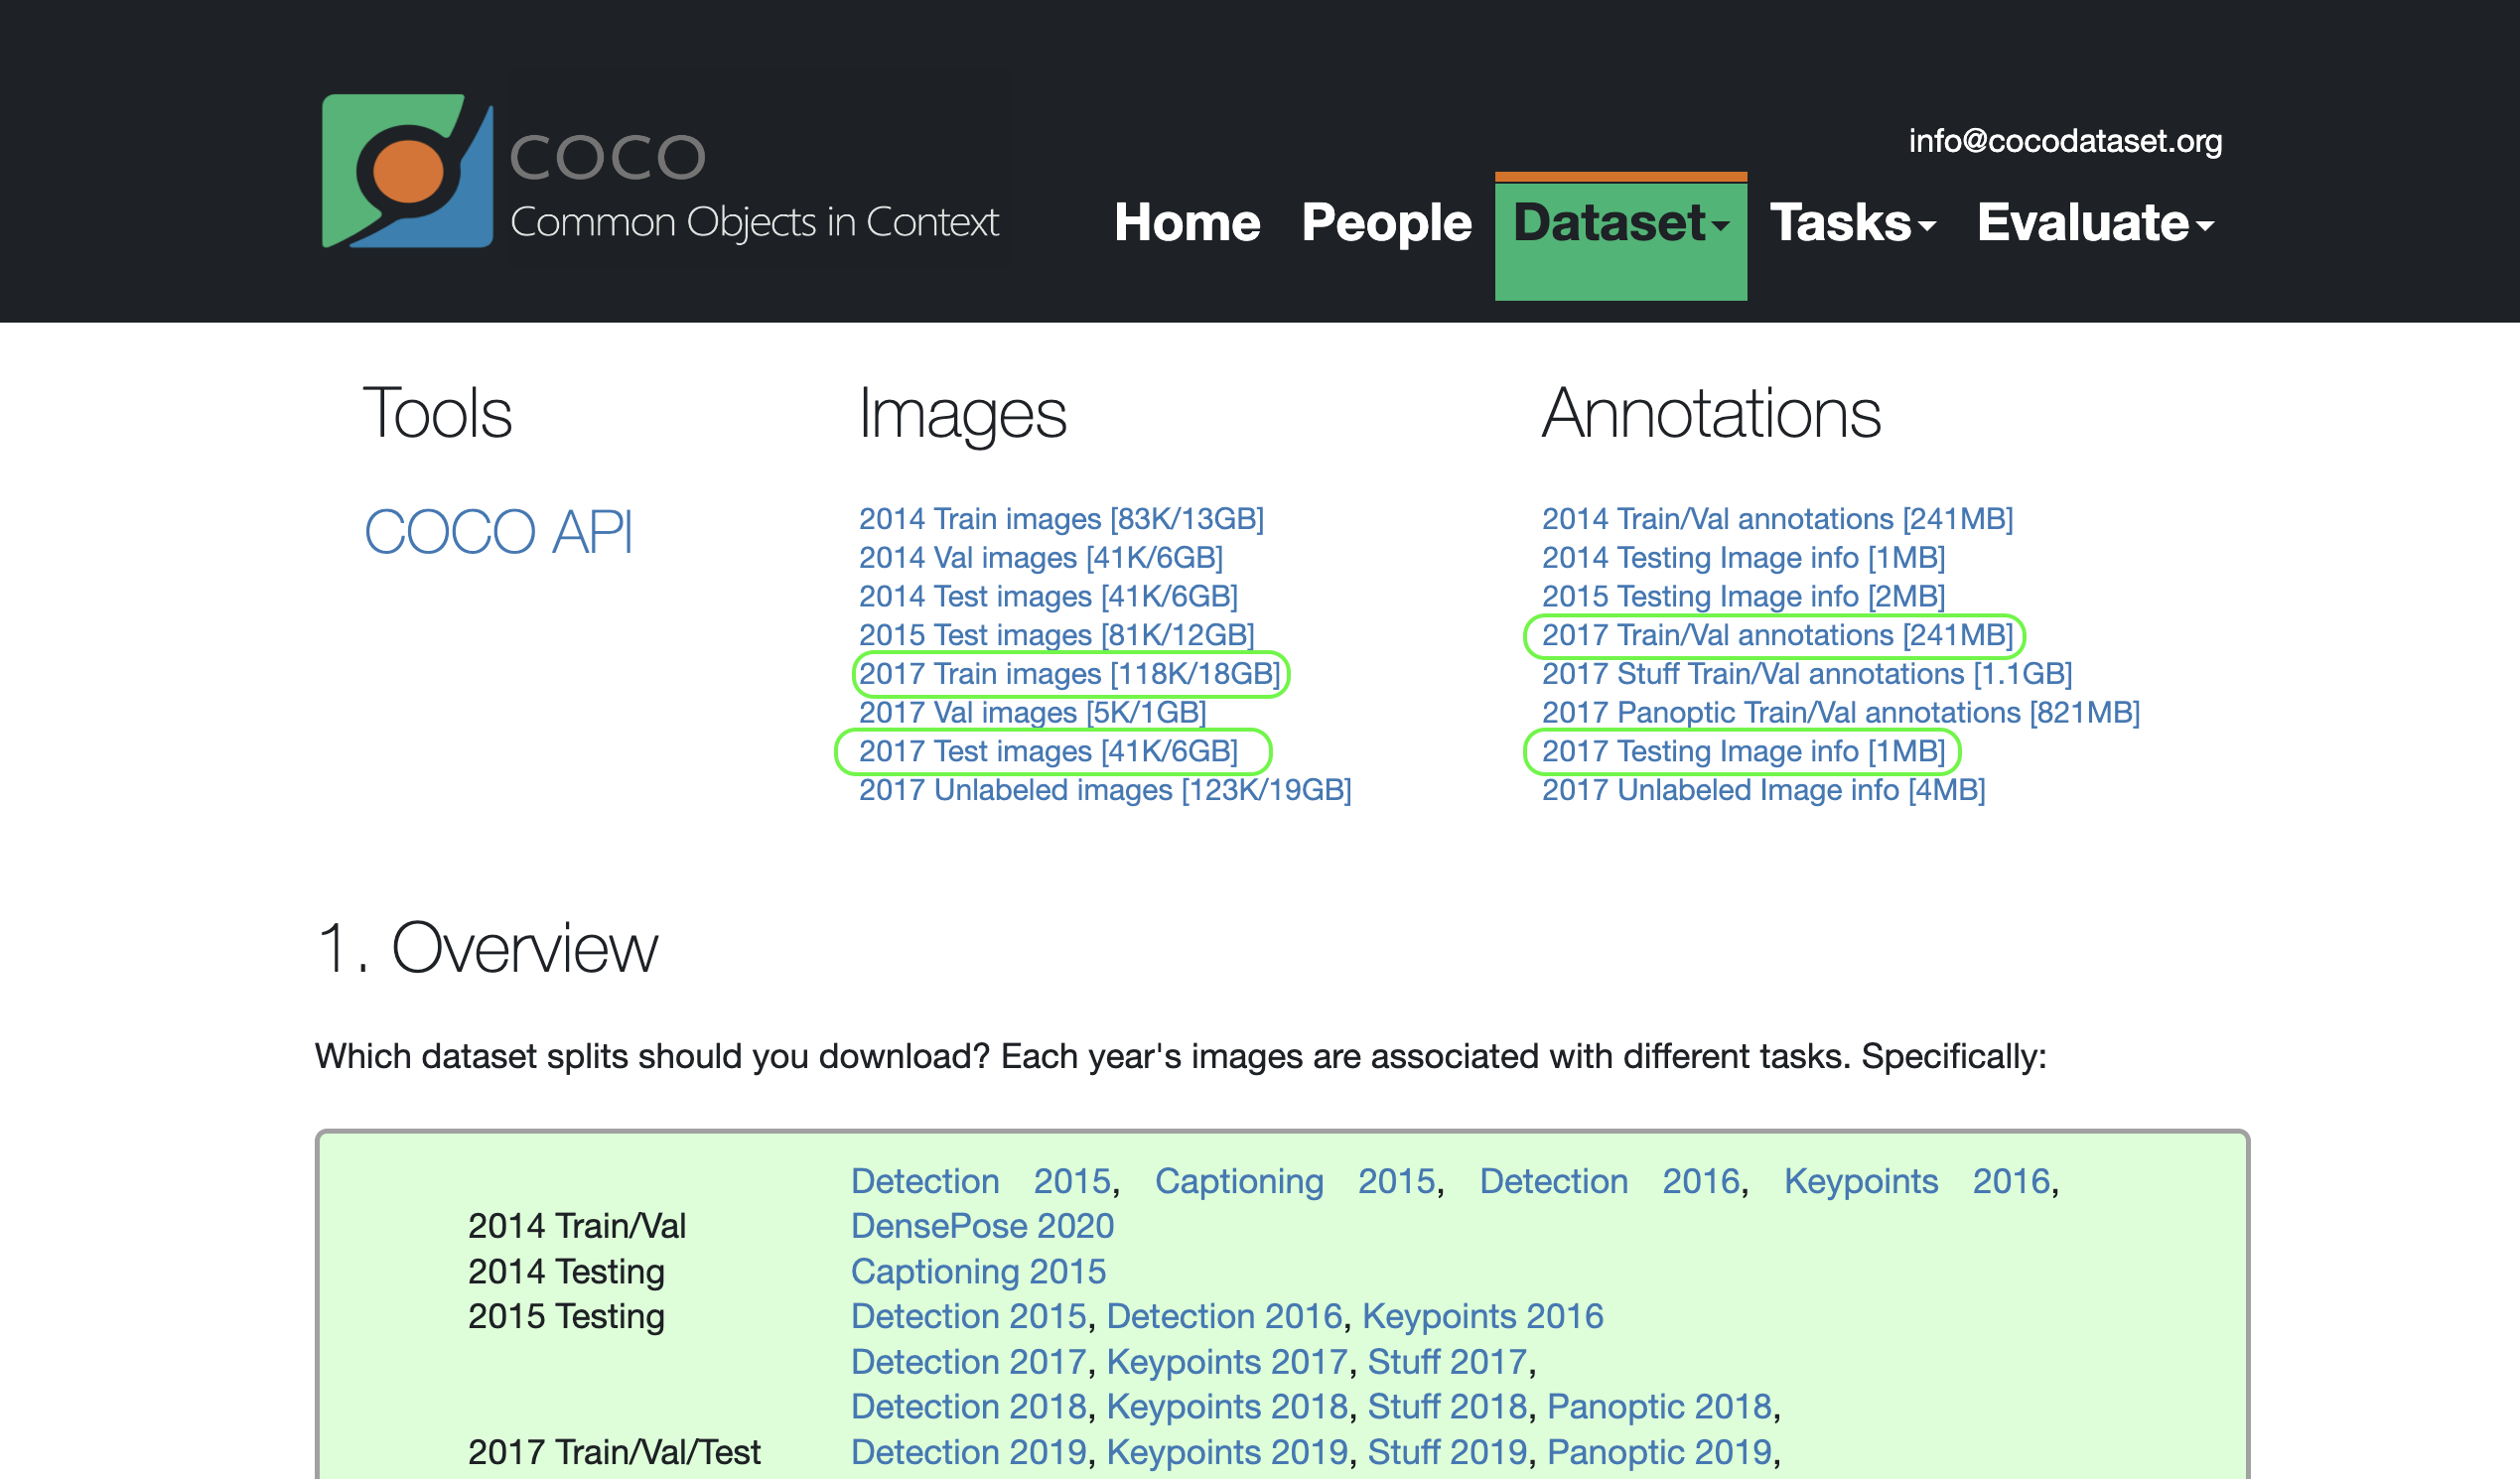 coco
Common Objects in Context
info@cocodataset.org
Home People Dataset Tasks Evaluate
Tools
COCO API
Images
2014 Train images [83K/13GB]
2014 Val images [41K/6GB]
2014 Test images [41K/6GB]
2015 Test images [81K/12GB]
2017 Train images [118K/18GB]
2017 Val images [5K/1GB]
2017 Test images [41K/6GB]
2017 Unlabeled images [123K/19GB]
Annotations
2014 Train/Val annotations [241MB]
2014 Testing Image info [1MB]
2015 Testing Image info [2MB]
2017 Train/Val annotations [241MB]
2017 Stuff Train/Val annotations [1.1GB]
2017 Panoptic Train/Val annotations [821MB]
2017 Testing Image info [1MB]
2017 Unlabeled Image info [4MB]
1. Overview
Which dataset splits should you download? Each year's images are associated with different tasks. Specifically:
Detection 2015, Captioning 2015, Detection 2016, Keypoints 2016,
2014 Train/Val DensePose 2020
2014 Testing Captioning 2015
2015 Testing Detection 2015, Detection 2016, Keypoints 2016
Detection 2017, Keypoints 2017, Stuff 2017,
Detection 2018, Keypoints 2018, Stuff 2018, Panoptic 2018,
2017 Train/Val/Test Detection 2019, Keypoints 2019, Stuff 2019, Panoptic 2019,